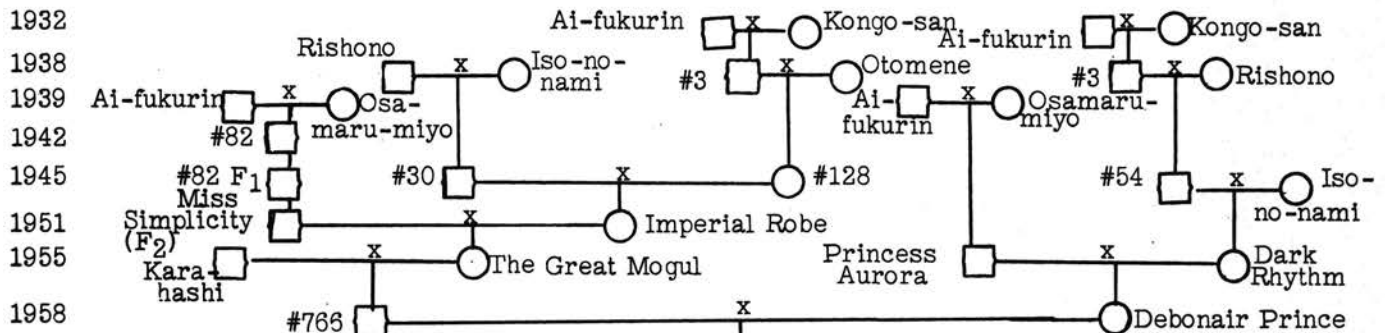 1932
Ai-fukurin x Kongo-san Ai-fukurin x Kongo-san
1938
Rishono x Iso-no-
nami
#3 x Otomene
#3 x Rishono
1939
Ai-fukurin x Osa-
maru-miyo
Ai-
fukurin
x Osamaru-
miyo
1942
#82
1945
#82 F1
#30 x #128
#54 x Iso-
no-nami
1951
Miss
Simplicity
(F2)
x Imperial Robe
1955
Kara-
hashi
x The Great Mogul
Princess
Aurora
x Dark
Rhythm
1958
#766 x Debonair Prince